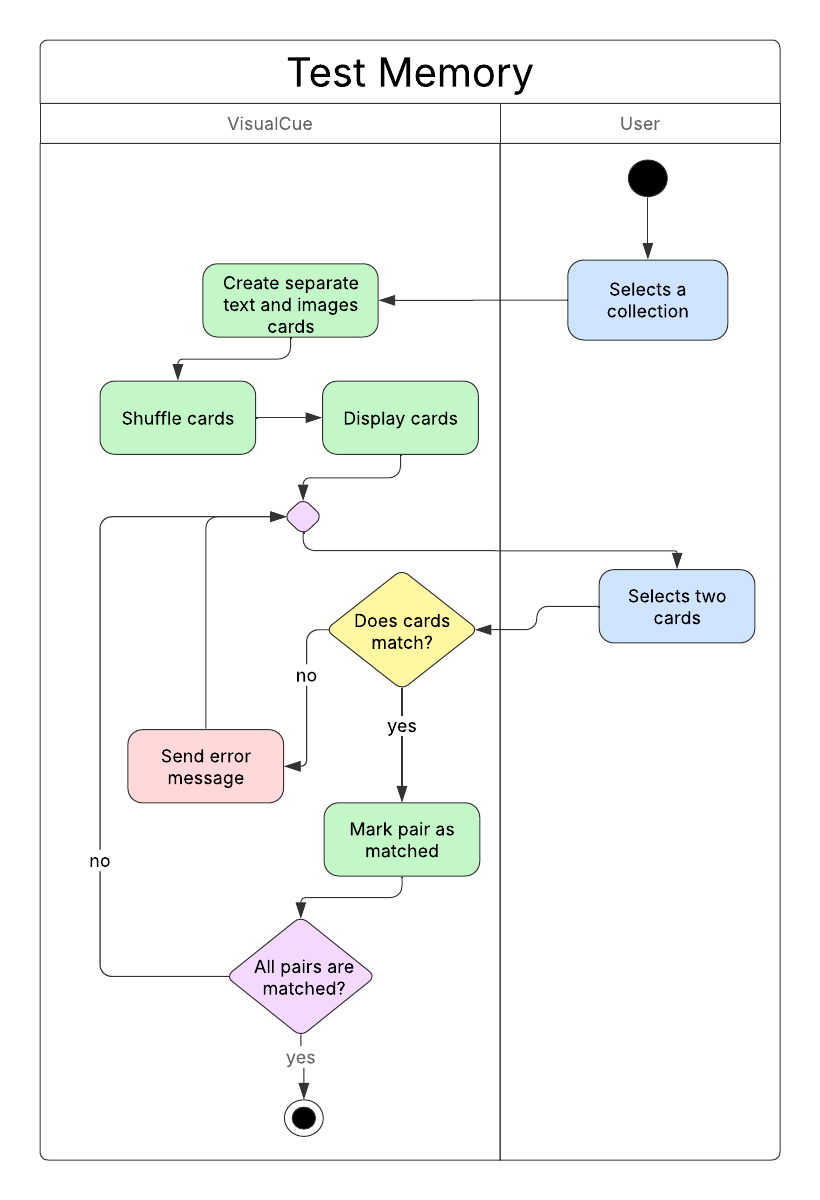 Test Memory
VisualCue
User
Selects a
collection
Create separate
text and images
cards
Shuffle cards
Display cards
Selects two
cards
Does cards
match?
no
yes
Send error
message
Mark pair as
matched
no
All pairs are
matched?
yes